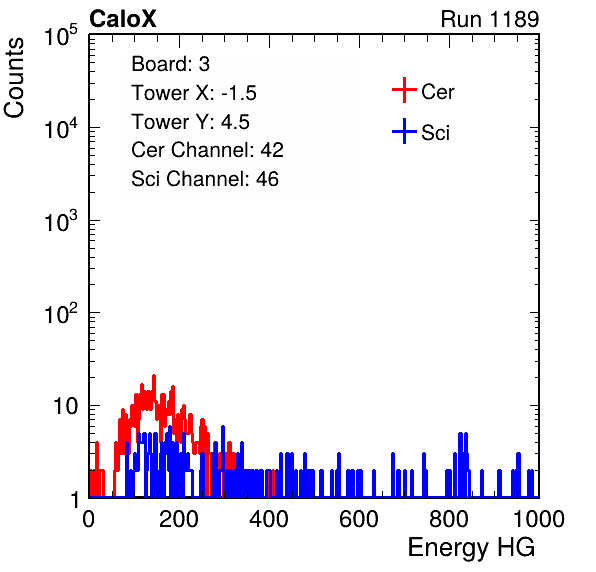 CaloX Run 1189
Counts
Board: 3
Tower X: -1.5
Tower Y: 4.5
Cer Channel: 42
Sci Channel: 46
Cer
Sci
10^5
10^4
10^3
10^2
10
1
0 200 400 600 800 1000
Energy HG